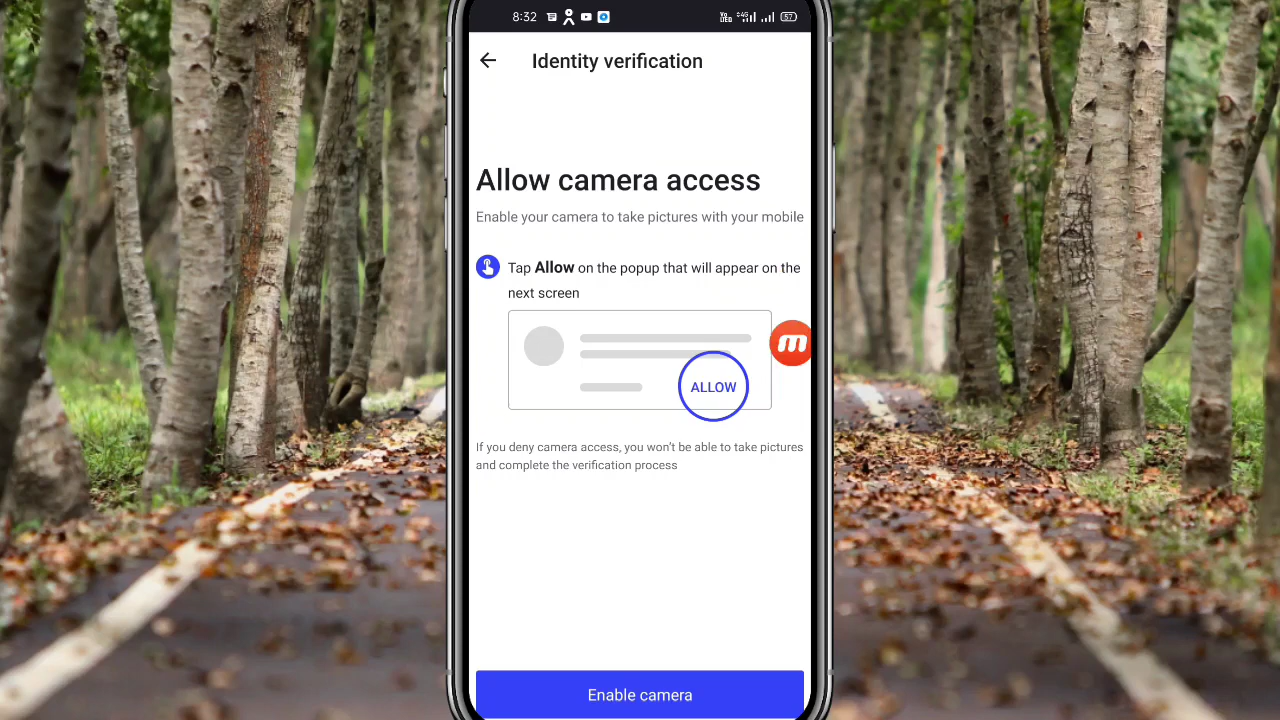 8:32
57
Identity verification
Allow camera access
Enable your camera to take pictures with your mobile
Tap Allow on the popup that will appear on the
next screen
ALLOW
If you deny camera access, you won't be able to take pictures
and complete the verification process
Enable camera